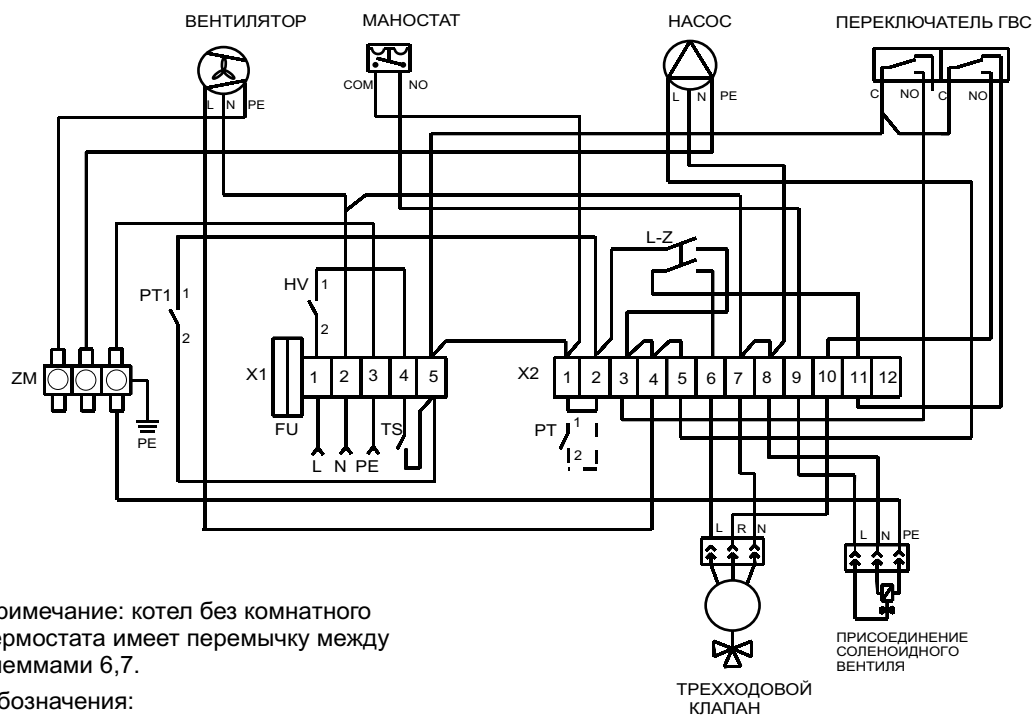 ВЕНТИЛЯТОР МАНОСТАТ НАСОС ПЕРЕКЛЮЧАТЕЛЬ ГВС
COM NO C NO C NO
L N PE L N PE
L-Z
PT1 1 HV 1
2 2
ZM X1 1 2 3 4 5 X2 1 2 3 4 5 6 7 8 9 10 11 12
FU TS PT 1
PE L N PE 2
L R N L N PE
римечание: котел без комнатного
ермостата имеет перемычку между
леммами 6,7.
бозначения:
ПРИСОЕДИНЕНИЕ
СОЛЕНОИДНОГО
ВЕНТИЛЯ
ТРЕХХОДОВОЙ
КЛАПАН